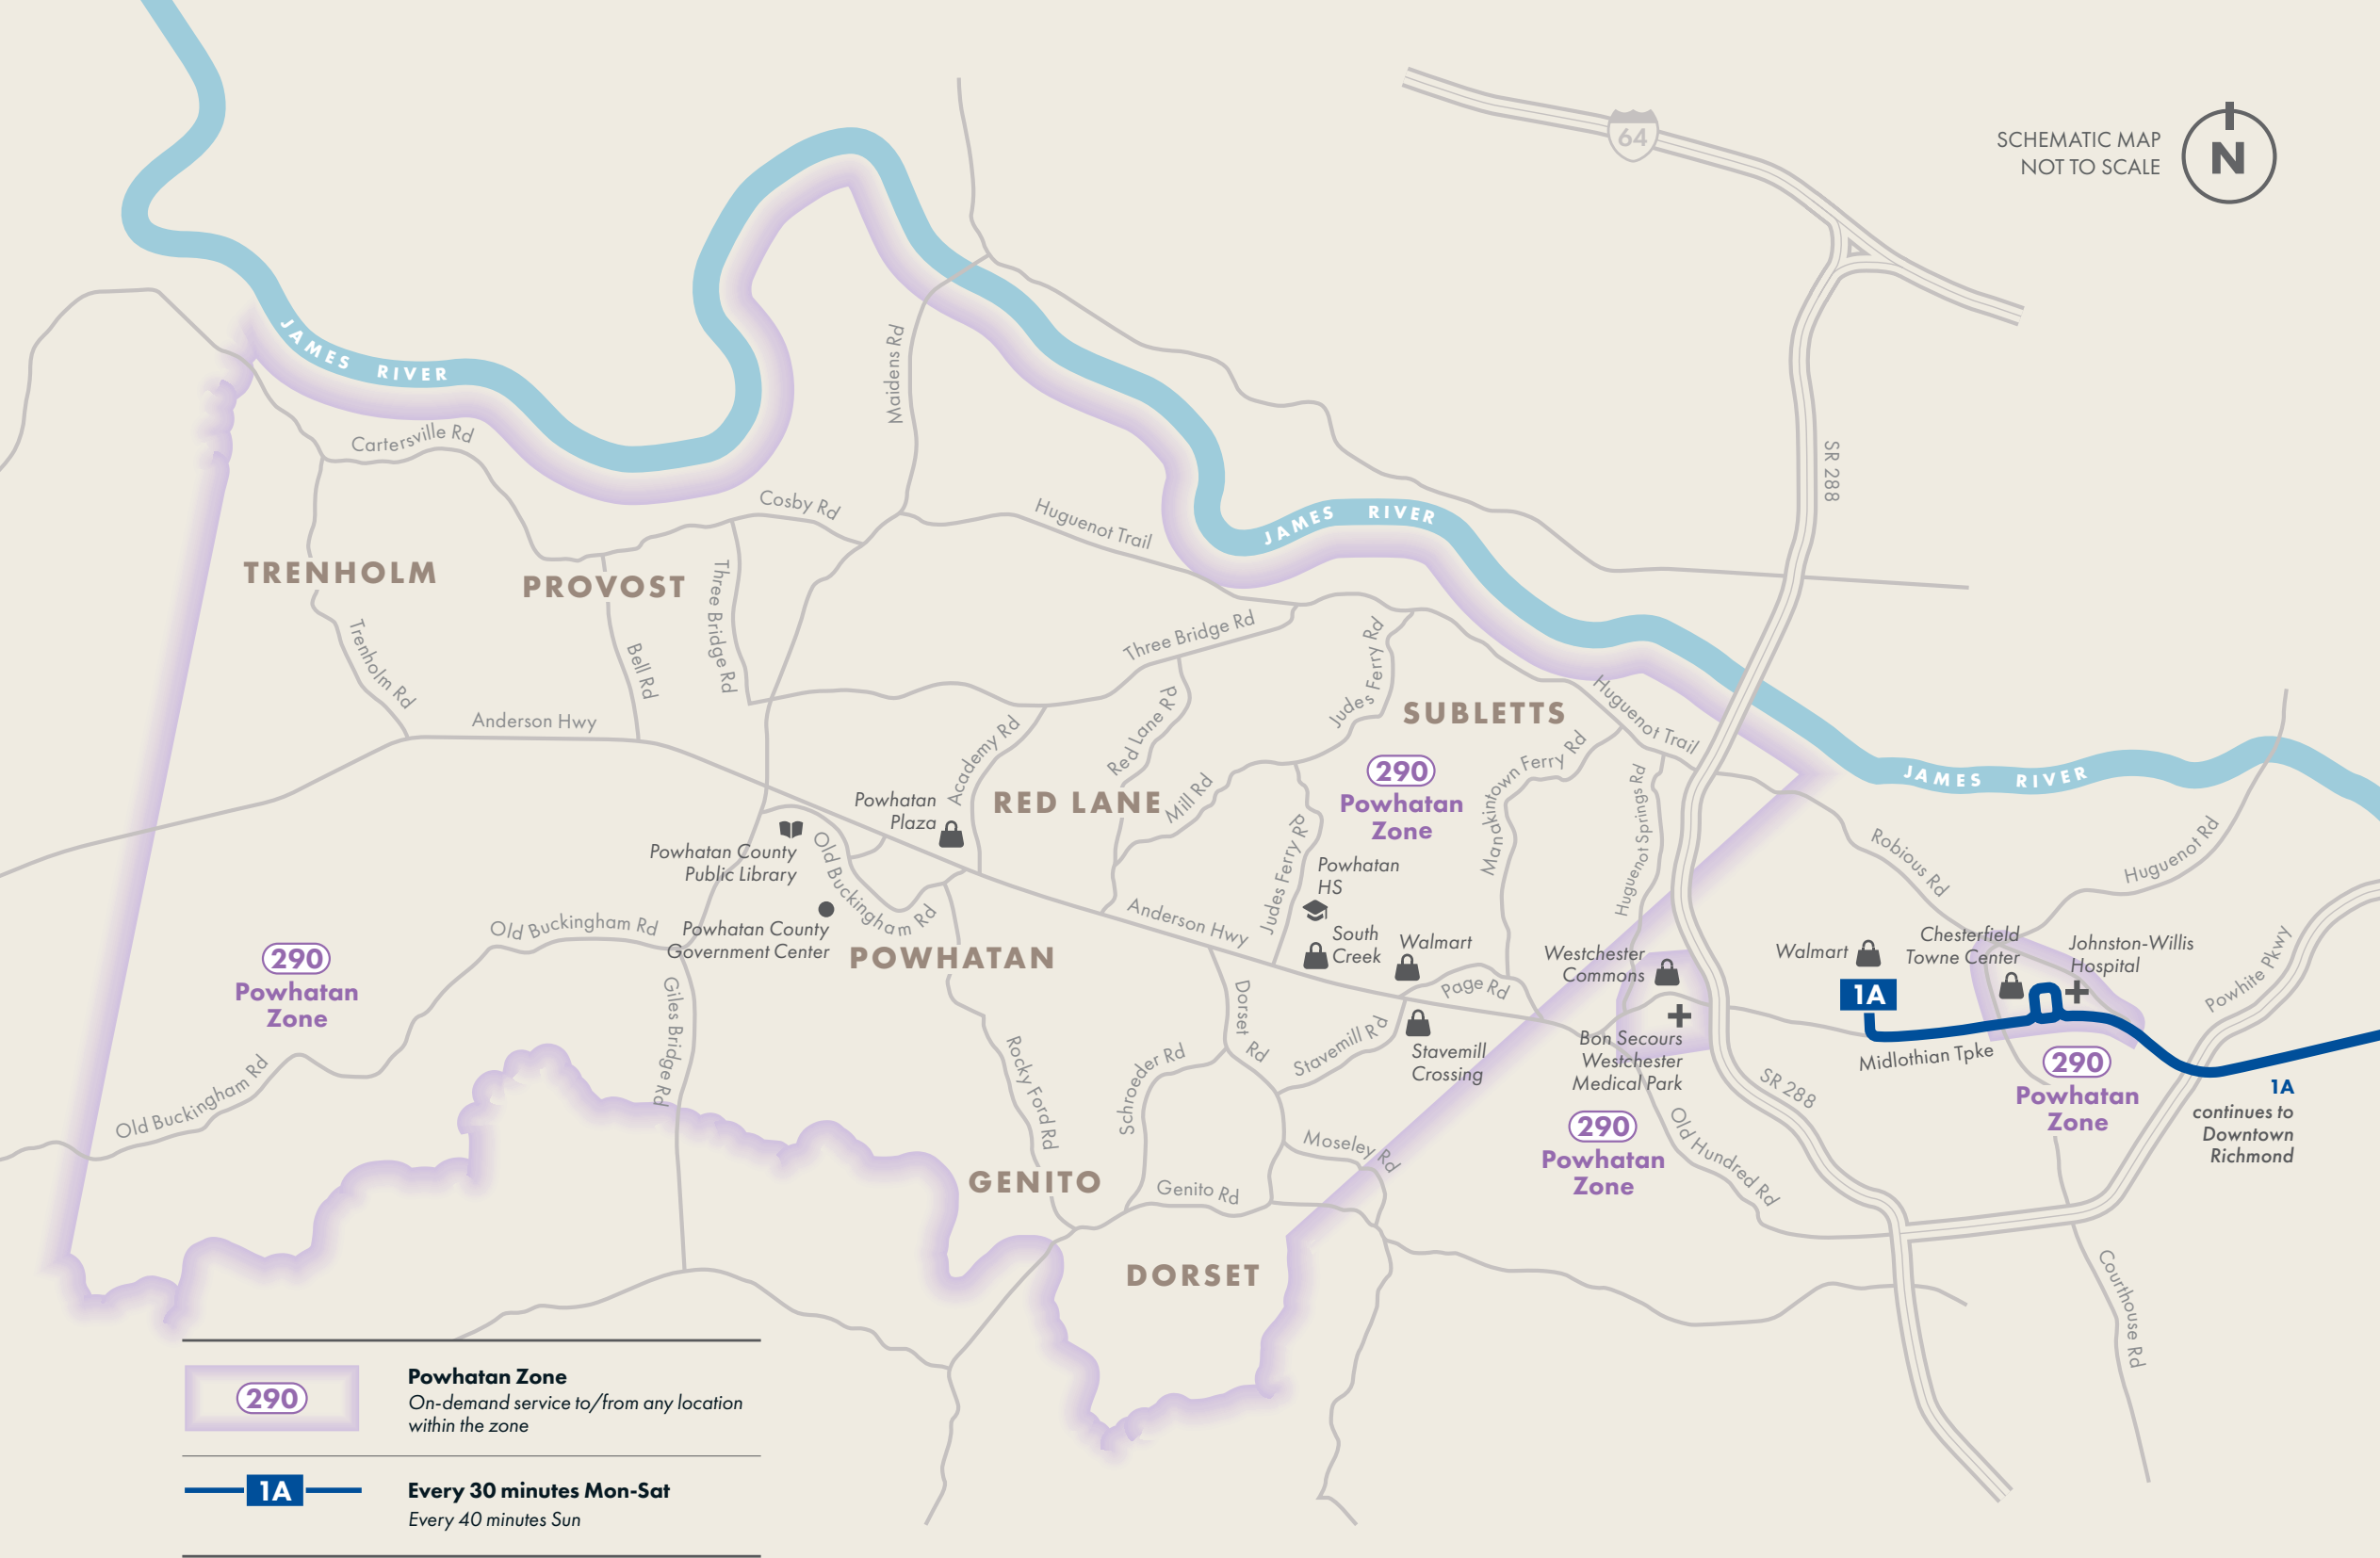 64
SCHEMATIC MAP
NOT TO SCALE
N
JAMES RIVER
Cartersville Rd
Maidens Rd
SR 288
Cosby Rd
Huguenot Trail
JAMES RIVER
TRENHOLM
PROVOST
Three Bridge Rd
Three Bridge Rd
Trenholm Rd
Bell Rd
Judes Ferry Rd
Anderson Hwy
Academy Rd
Red Lane Rd
SUBLETTS
Huguenot Trail
290
Powhatan
Zone
Manakintown Ferry Rd
Huguenot Springs Rd
JAMES RIVER
Powhatan
Plaza
RED LANE
Mill Rd
Powhatan County
Public Library
Old Buckingham Rd
Judes Ferry Rd
Powhatan
HS
Robious Rd
Huguenot Rd
Old Buckingham Rd
Powhatan County
Government Center
POWHATAN
Anderson Hwy
South
Creek
Walmart
Westchester
Commons
Walmart
Chesterfield
Towne Center
Johnston-Willis
Hospital
Powhite Pkwy
290
Powhatan
Zone
Giles Bridge Rd
Dorset Rd
Page Rd
1A
Old Buckingham Rd
Rocky Ford Rd
Schroeder Rd
Stavemill Rd
Stavemill
Crossing
Bon Secours
Westchester
Medical Park
SR 288
Midlothian Tpke
290
Powhatan
Zone
1A
continues to
Downtown
Richmond
290
Powhatan
Zone
Old Hundred Rd
Moseley Rd
GENITO
Genito Rd
DORSET
Courthouse Rd
290
Powhatan Zone
On-demand service to/from any location
within the zone
1A
Every 30 minutes Mon-Sat
Every 40 minutes Sun